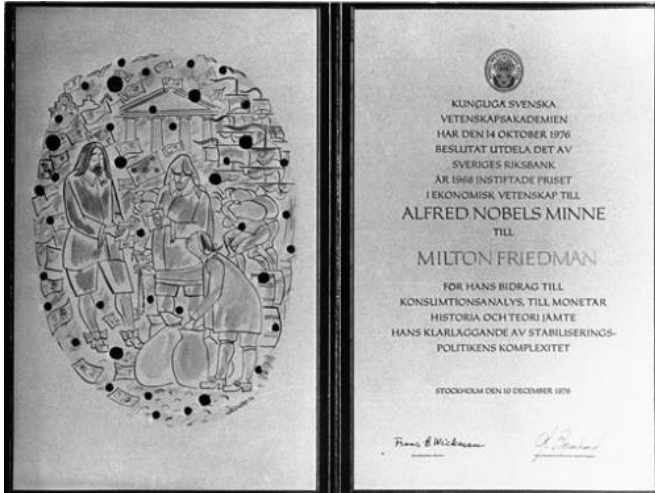 KUNGLIGA SVENSKA
VETENSKAPSAKADEMIEN
HAR DEN 14 OKTOBER 1976
BESLUTAT UTDELA DET AV
SVERIGES RIKSBANK
ÅR 1968 INSTIFTADE PRISET
I EKONOMISK VETENSKAP TILL
ALFRED NOBELS MINNE
TILL
MILTON FRIEDMAN
FÖR HANS BIDRAG TILL
KONSUMTIONSANALYS, TILL MONETÄR
HISTORIA OCH TEORI JÄMTE
HANS KLARLÄGGANDE AV STABILISERINGS-
POLITIKENS KOMPLEXITET
STOCKHOLM DEN 10 DECEMBER 1976